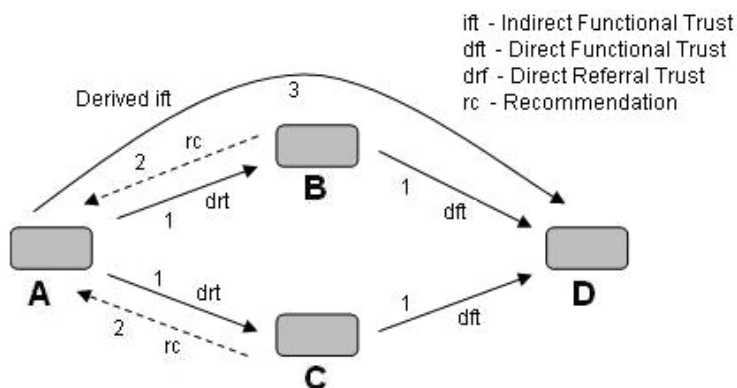 ift - Indirect Functional Trust
dft - Direct Functional Trust
drf - Direct Referral Trust
rc - Recommendation
Derived ift
3
2
rc
B
1
drt
1
dft
A
D
1
drt
2
rc
C
1
dft